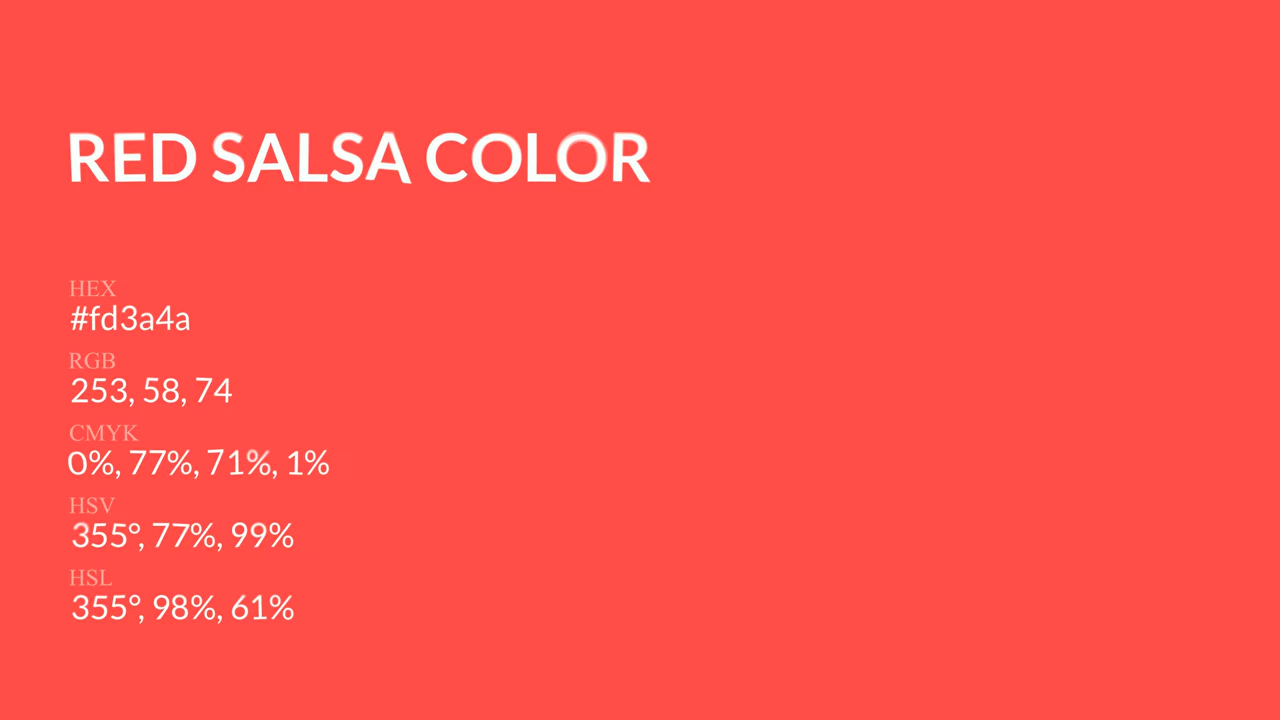 RED SALSA COLOR
HEX
#fd3a4a
RGB
253, 58, 74
CMYK
0%, 77%, 71%, 1%
HSV
355°, 77%, 99%
HSL
355°, 98%, 61%